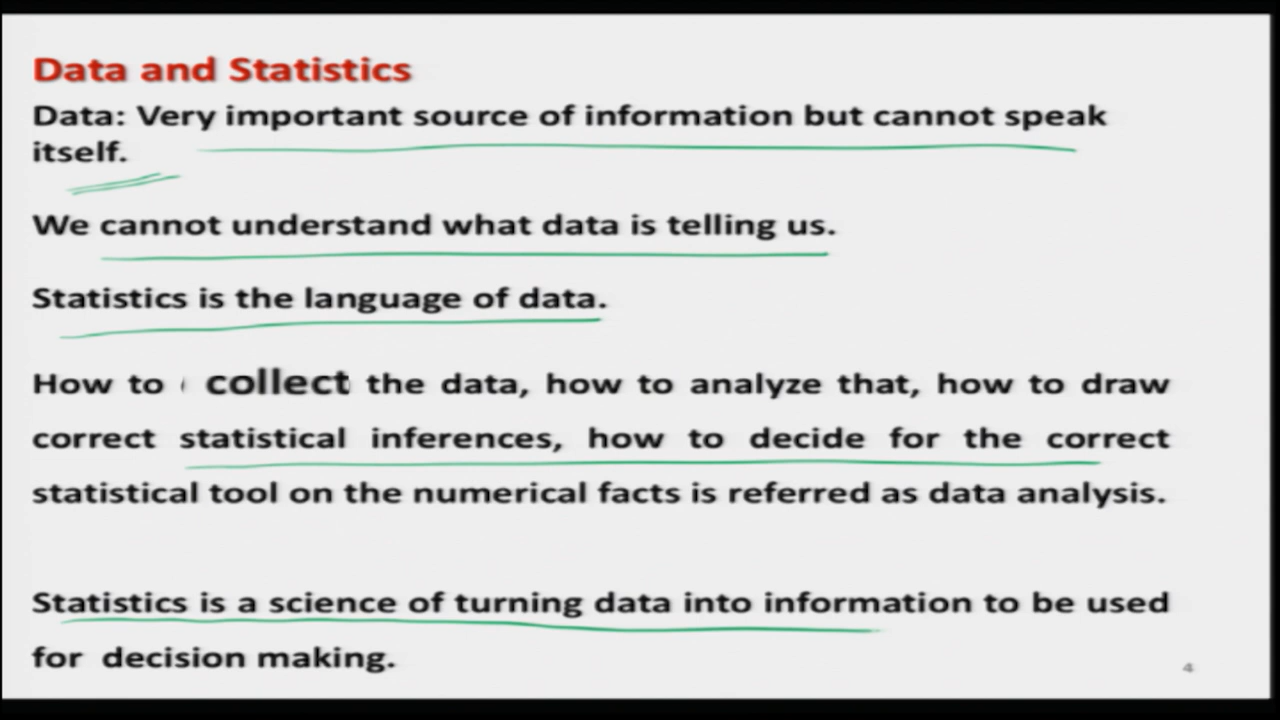 Data and Statistics
Data: Very important source of information but cannot speak
itself.
We cannot understand what data is telling us.
Statistics is the language of data.
How to collect the data, how to analyze that, how to draw
correct statistical inferences, how to decide for the correct
statistical tool on the numerical facts is referred as data analysis.
Statistics is a science of turning data into information to be used
for decision making.
4